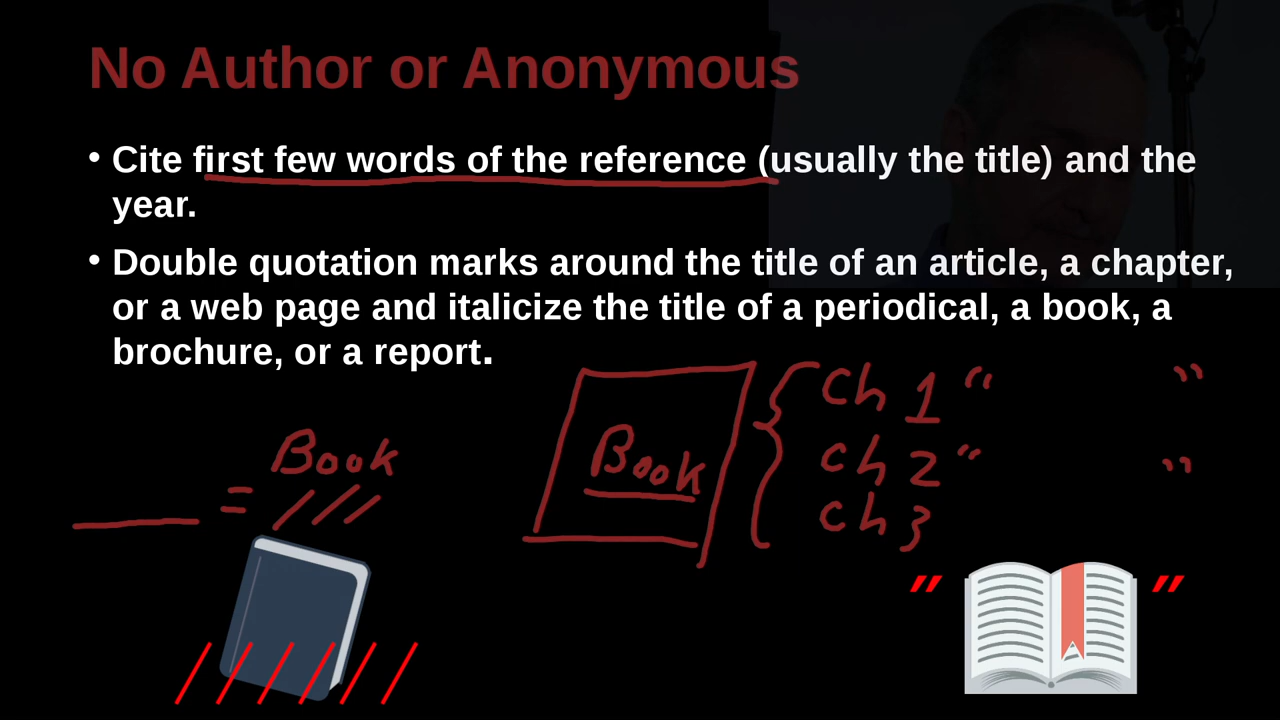 No Author or Anonymous
• Cite first few words of the reference (usually the title) and the
year.
• Double quotation marks around the title of an article, a chapter,
or a web page and italicize the title of a periodical, a book, a
brochure, or a report.
Ch 1 “ ”
Book
Book
ch 2 “ ”
= ///
ch 3
" "
//////